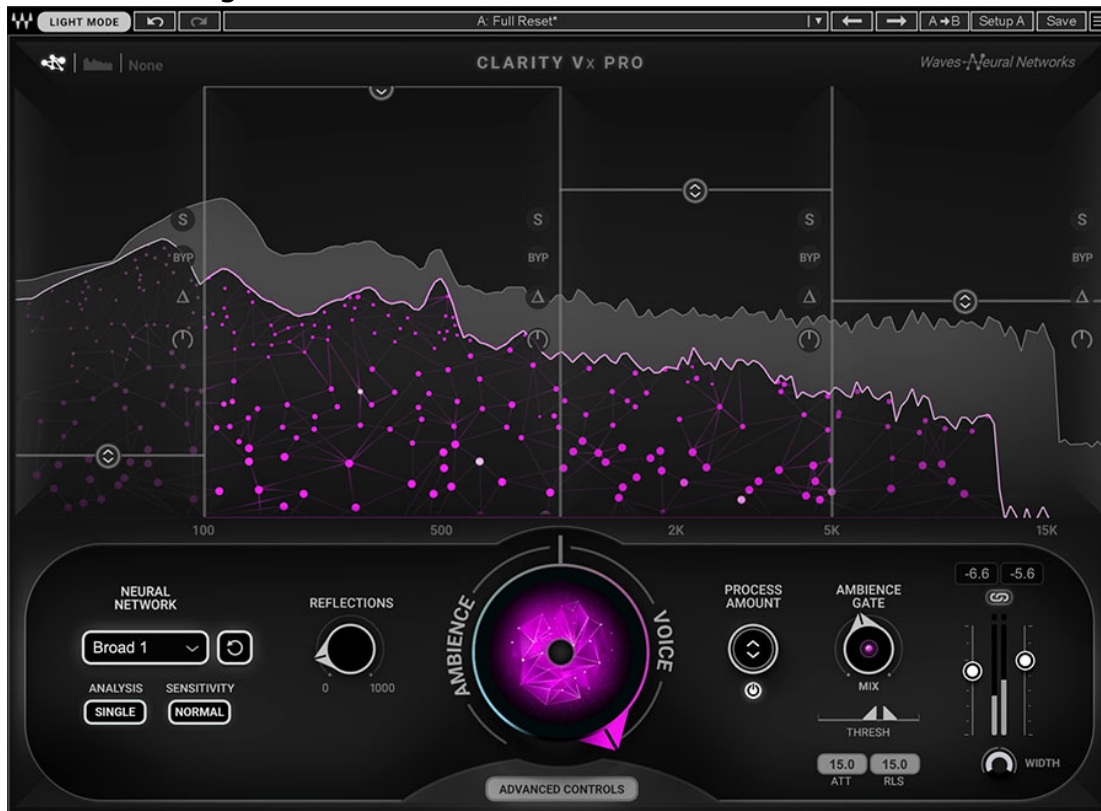 LIGHT MODE
A: Full Reset*
A→B
Setup A
Save
None
CLARITY Vx PRO
Waves Neural Networks
S
S
S
S
BYP
BYP
BYP
BYP
Δ
Δ
Δ
Δ
100
500
2K
5K
15K
NEURAL
NETWORK
Broad 1
ANALYSIS
SENSITIVITY
SINGLE
NORMAL
REFLECTIONS
0
1000
AMBIENCE
VOICE
PROCESS
AMOUNT
AMBIENCE
GATE
MIX
THRESH
15.0
15.0
ATT
RLS
-6.6
-5.6
WIDTH
ADVANCED CONTROLS